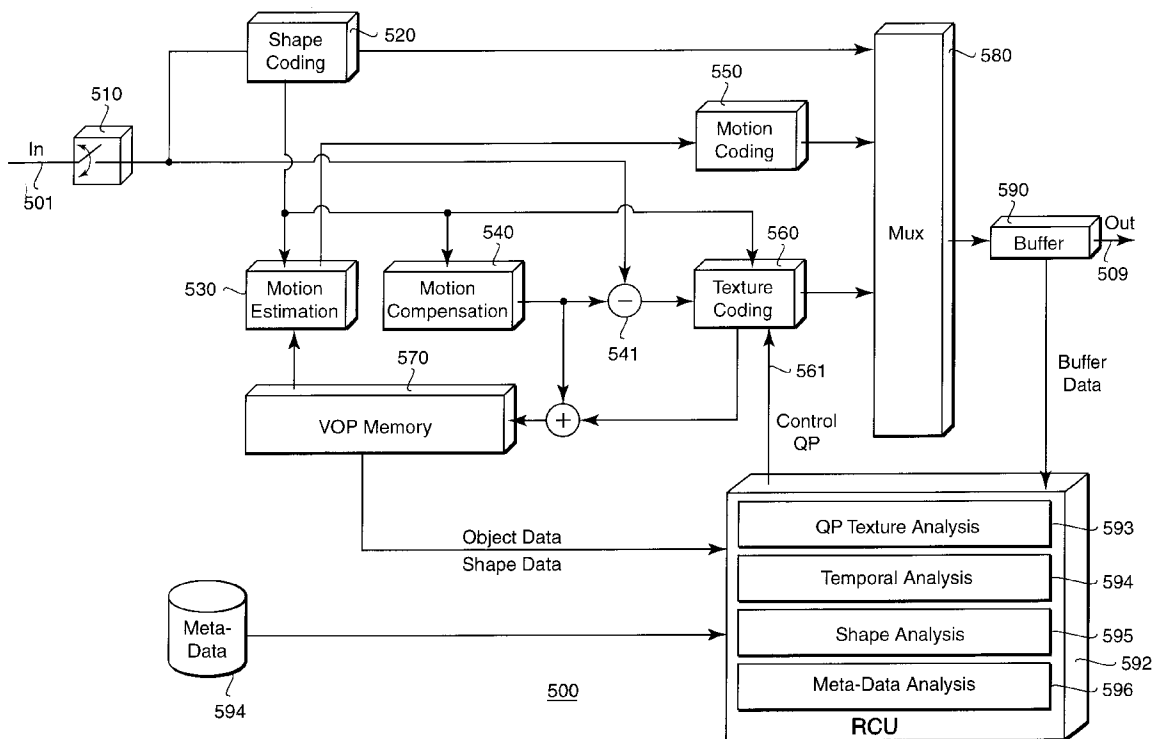 520
Shape
Coding
580
550
510
Motion
Coding
In
501
590
Out
Mux
Buffer
509
540
560
530
Motion
Estimation
Motion
Compensation
−
541
Texture
Coding
570
561
Buffer
Data
VOP Memory
+
Control
QP
QP Texture Analysis
593
Object Data
Shape Data
Temporal Analysis
594
Meta-
Data
Shape Analysis
595
592
Meta-Data Analysis
596
594
500
RCU